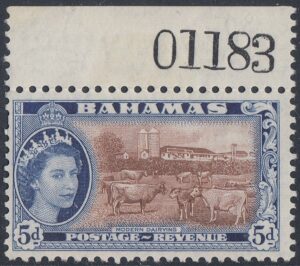 01183
BAHAMAS
5d MODERN DAIRYING 5d
POSTAGE ~ REVENUE